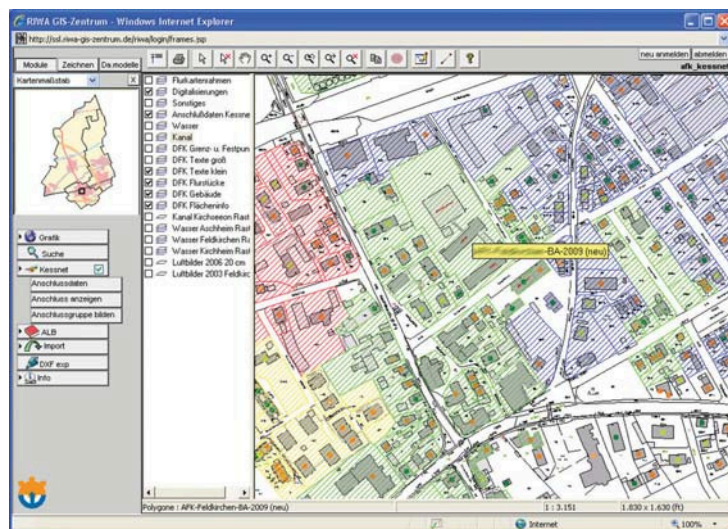 RIWA GIS-Zentrum - Windows Internet Explorer
http://ssl.riwa-gis-zentrum.de/riwa/login/frames.jsp
neu anmelden abmelden
Module Zeichnen Da.modelle
afk_kessnet
Kartenmaßstab
X
Flurkartenrahmen
Digitalisierungen
Sonstiges
Anschlußdaten Kessne
Wasser
Kanal
DFK Grenz- u. Festpun
DFK Texte groß
DFK Texte klein
DFK Flurstücke
DFK Gebäude
DFK Flächeninfo
Kanal Kirchseeon Rast
Wasser Aschheim Rast
Wasser Feldkirchen Ra
Wasser Kirchheim Rast
Luftbilder 2006 20 cm
Luftbilder 2003 Feldkirc
Grafik
Suche
Kessnet
Anschlussdaten
Anschluss anzeigen
Anschlussgruppe bilden
ALB
Import
DXF exp
Info
-BA-2009 (neu)
Polygone : AFK-Feldkirchen-BA-2009 (neu)
1 : 3.151
1.830 x 1.630 (ft)
Internet
100%